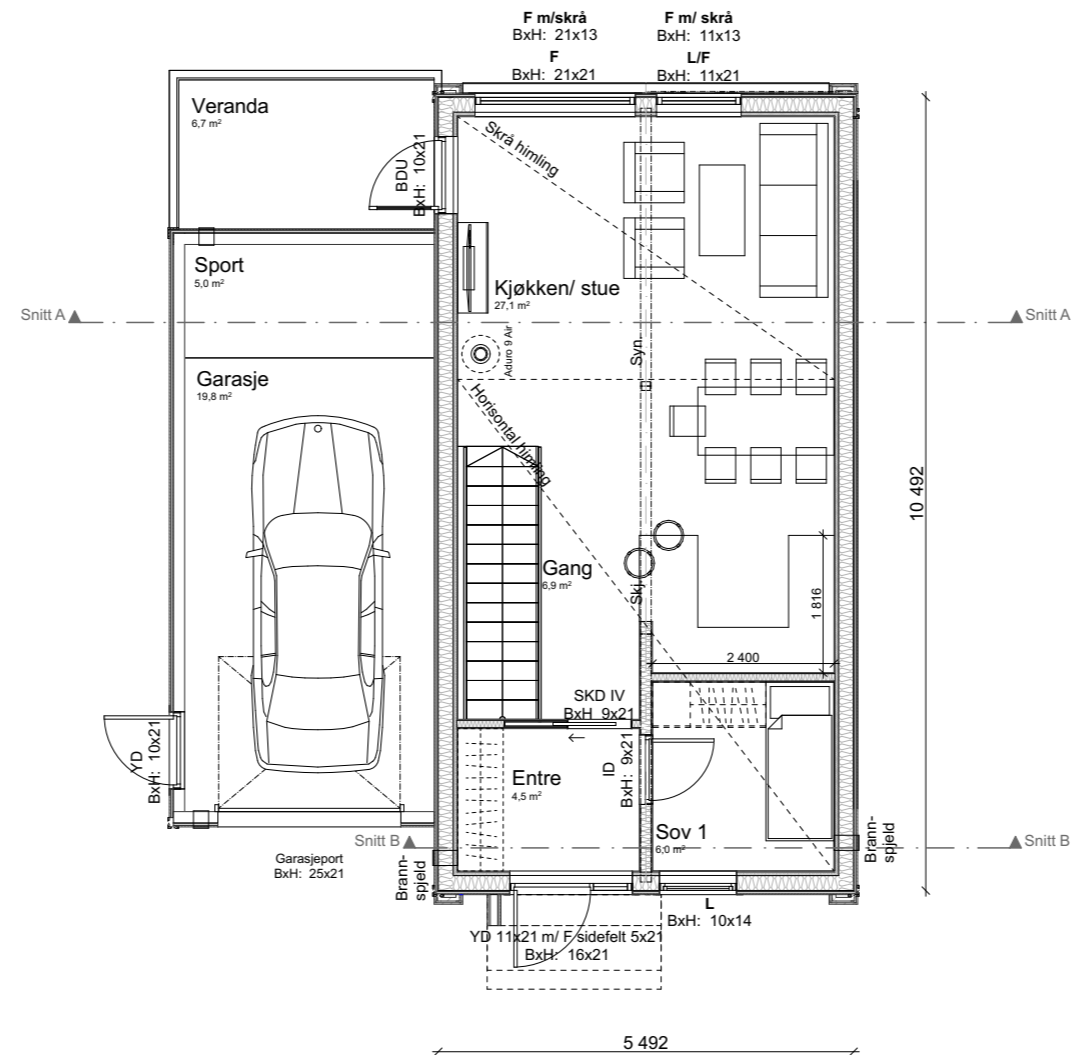 F m/skrå
BxH: 21x13
F
BxH: 21x21
F m/ skrå
BxH: 11x13
L/F
BxH: 11x21
Veranda
6,7 m²
BDU
BxH: 10x21
Skrå himling
Sport
5,0 m²
Kjøkken/ stue
27,1 m²
Snitt A
Snitt A
Aduro 9 Air
Syn.
Garasje
19,8 m²
Horisontal himling
10 492
Gang
6,9 m²
Skj.
1 816
2 400
SKD IV
BxH 9x21
YD
BxH: 10x21
ID
BxH: 9x21
Entre
4,5 m²
Sov 1
6,0 m²
Snitt B
Snitt B
Garasjeport
BxH: 25x21
Brann-
spjeld
Brann-
spjeld
L
BxH: 10x14
YD 11x21 m/ F sidefelt 5x21
BxH: 16x21
5 492